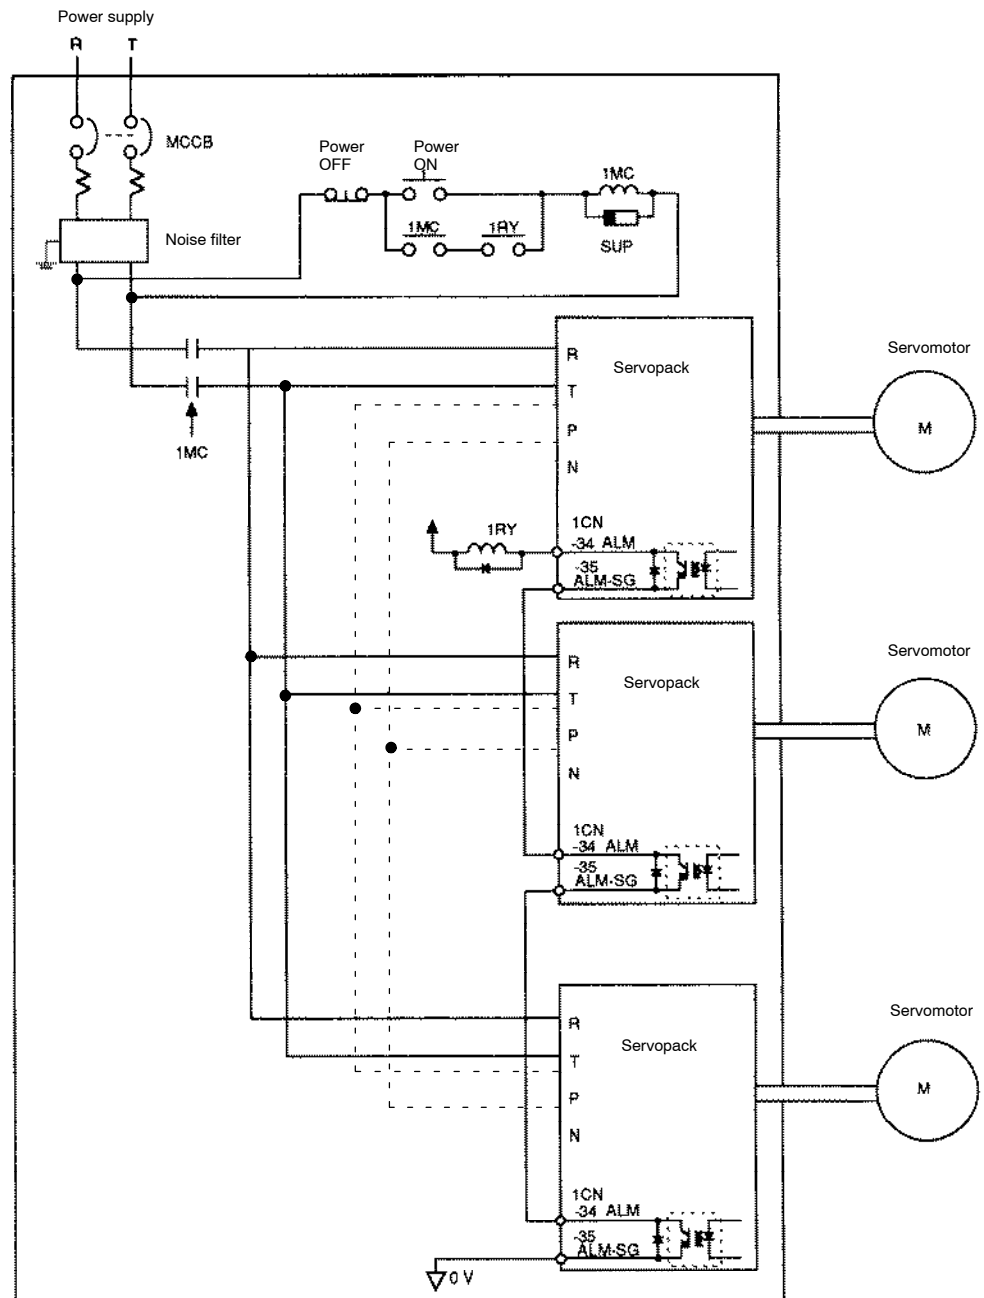 Power supply
R T
MCCB
Power
OFF
Power
ON
1MC
SUP
1MC 1RY
Noise filter
1MC
R
T
P
N
Servopack
Servomotor
M
1RY
1CN
-34 ALM
-35
ALM-SG
R
T
P
N
Servopack
Servomotor
M
1CN
-34 ALM
-35
ALM-SG
R
T
P
N
Servopack
Servomotor
M
1CN
-34 ALM
-35
ALM-SG
0 V